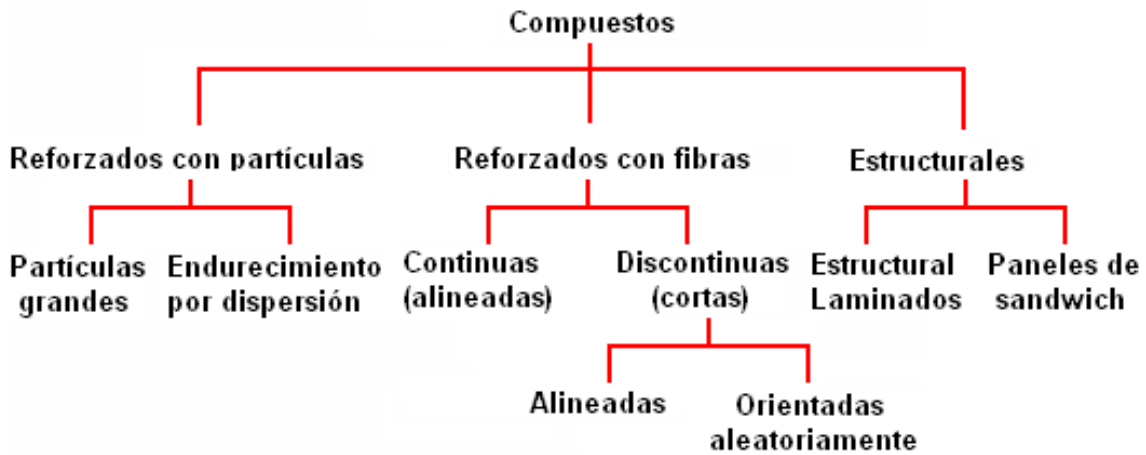 Compuestos
Reforzados con partículas
Reforzados con fibras
Estructurales
Partículas
grandes
Endurecimiento
por dispersión
Continuas
(alineadas)
Discontinuas
(cortas)
Estructural
Laminados
Paneles de
sandwich
Alineadas
Orientadas
aleatoriamente